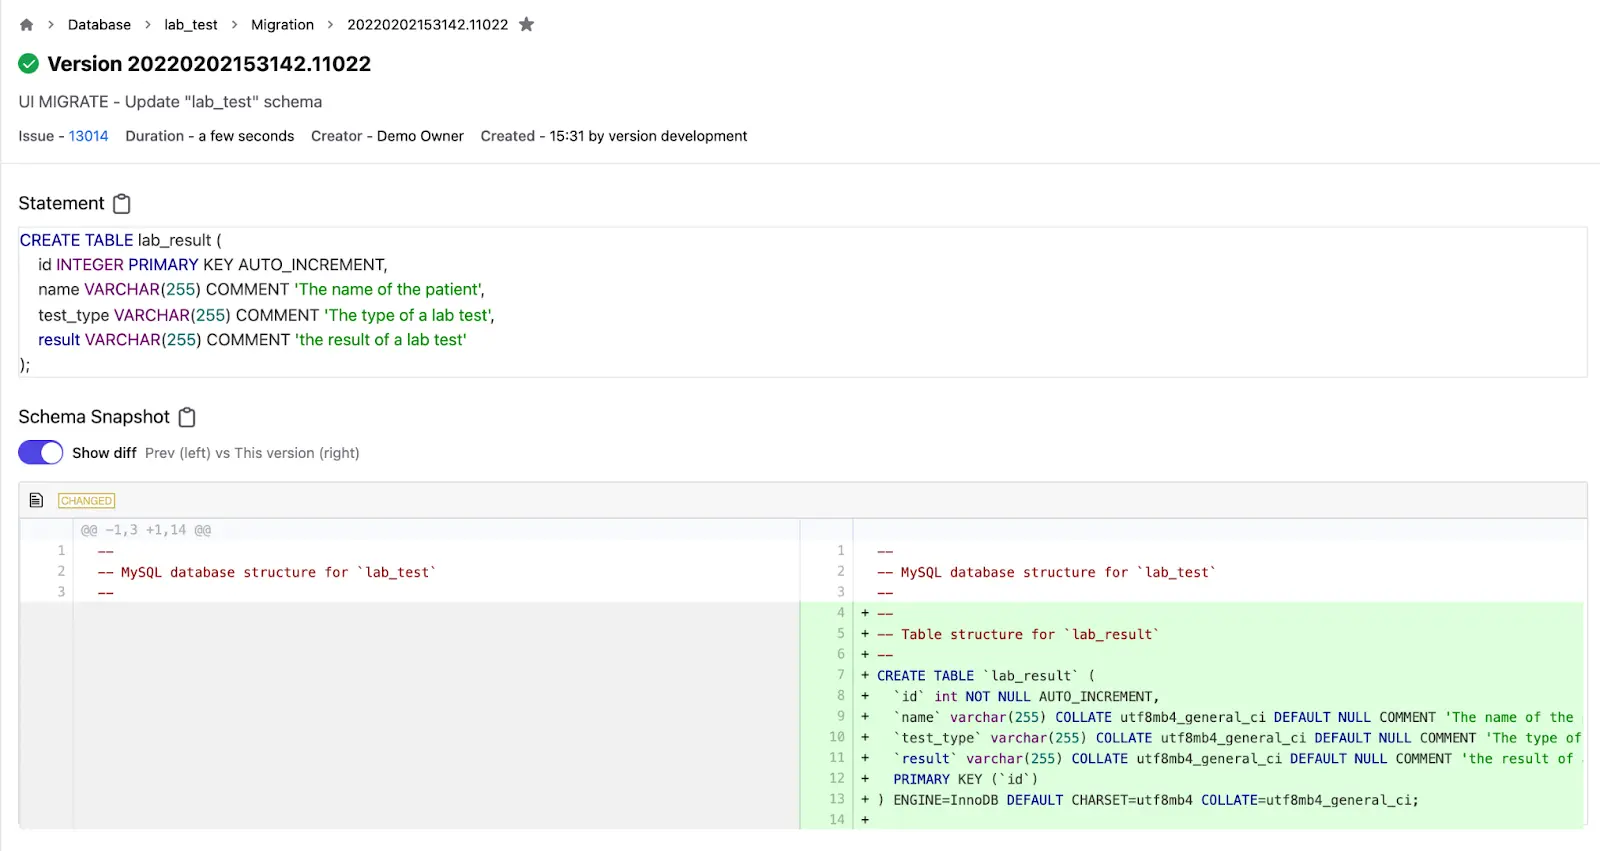 Database > lab_test > Migration > 20220202153142.11022
Version 20220202153142.11022
UI MIGRATE - Update "lab_test" schema
Issue - 13014 Duration - a few seconds Creator - Demo Owner Created - 15:31 by version development
Statement
CREATE TABLE lab_result (
id INTEGER PRIMARY KEY AUTO_INCREMENT,
name VARCHAR(255) COMMENT 'The name of the patient',
test_type VARCHAR(255) COMMENT 'The type of a lab test',
result VARCHAR(255) COMMENT 'the result of a lab test'
);
Schema Snapshot
Show diff Prev (left) vs This version (right)
CHANGED
@@ -1,3 +1,14 @@
1 --
2 -- MySQL database structure for `lab_test`
3 --
1 --
2 -- MySQL database structure for `lab_test`
3 --
4 + --
5 + -- Table structure for `lab_result`
6 + --
7 + CREATE TABLE `lab_result` (
8 + `id` int NOT NULL AUTO_INCREMENT,
9 + `name` varchar(255) COLLATE utf8mb4_general_ci DEFAULT NULL COMMENT 'The name of the
10 + `test_type` varchar(255) COLLATE utf8mb4_general_ci DEFAULT NULL COMMENT 'The type of
11 + `result` varchar(255) COLLATE utf8mb4_general_ci DEFAULT NULL COMMENT 'the result of
12 + PRIMARY KEY (`id`)
13 + ) ENGINE=InnoDB DEFAULT CHARSET=utf8mb4 COLLATE=utf8mb4_general_ci;
14 +